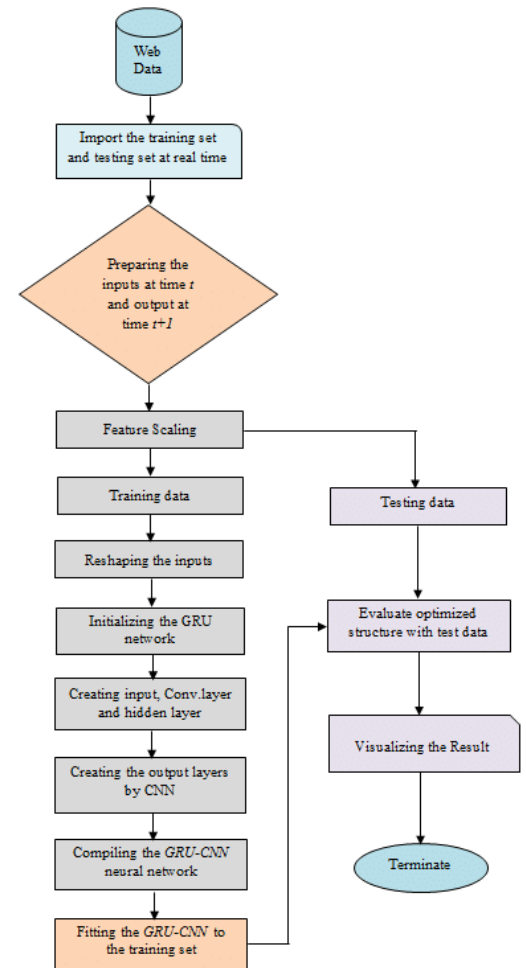 Web
Data
Import the training set
and testing set at real time
Preparing the
inputs at time t
and output at
time t+1
Feature Scaling
Training data
Reshaping the inputs
Initializing the GRU
network
Creating input, Conv.layer
and hidden layer
Creating the output layers
by CNN
Compiling the GRU-CNN
neural network
Fitting the GRU-CNN to
the training set
Testing data
Evaluate optimized
structure with test data
Visualizing the Result
Terminate